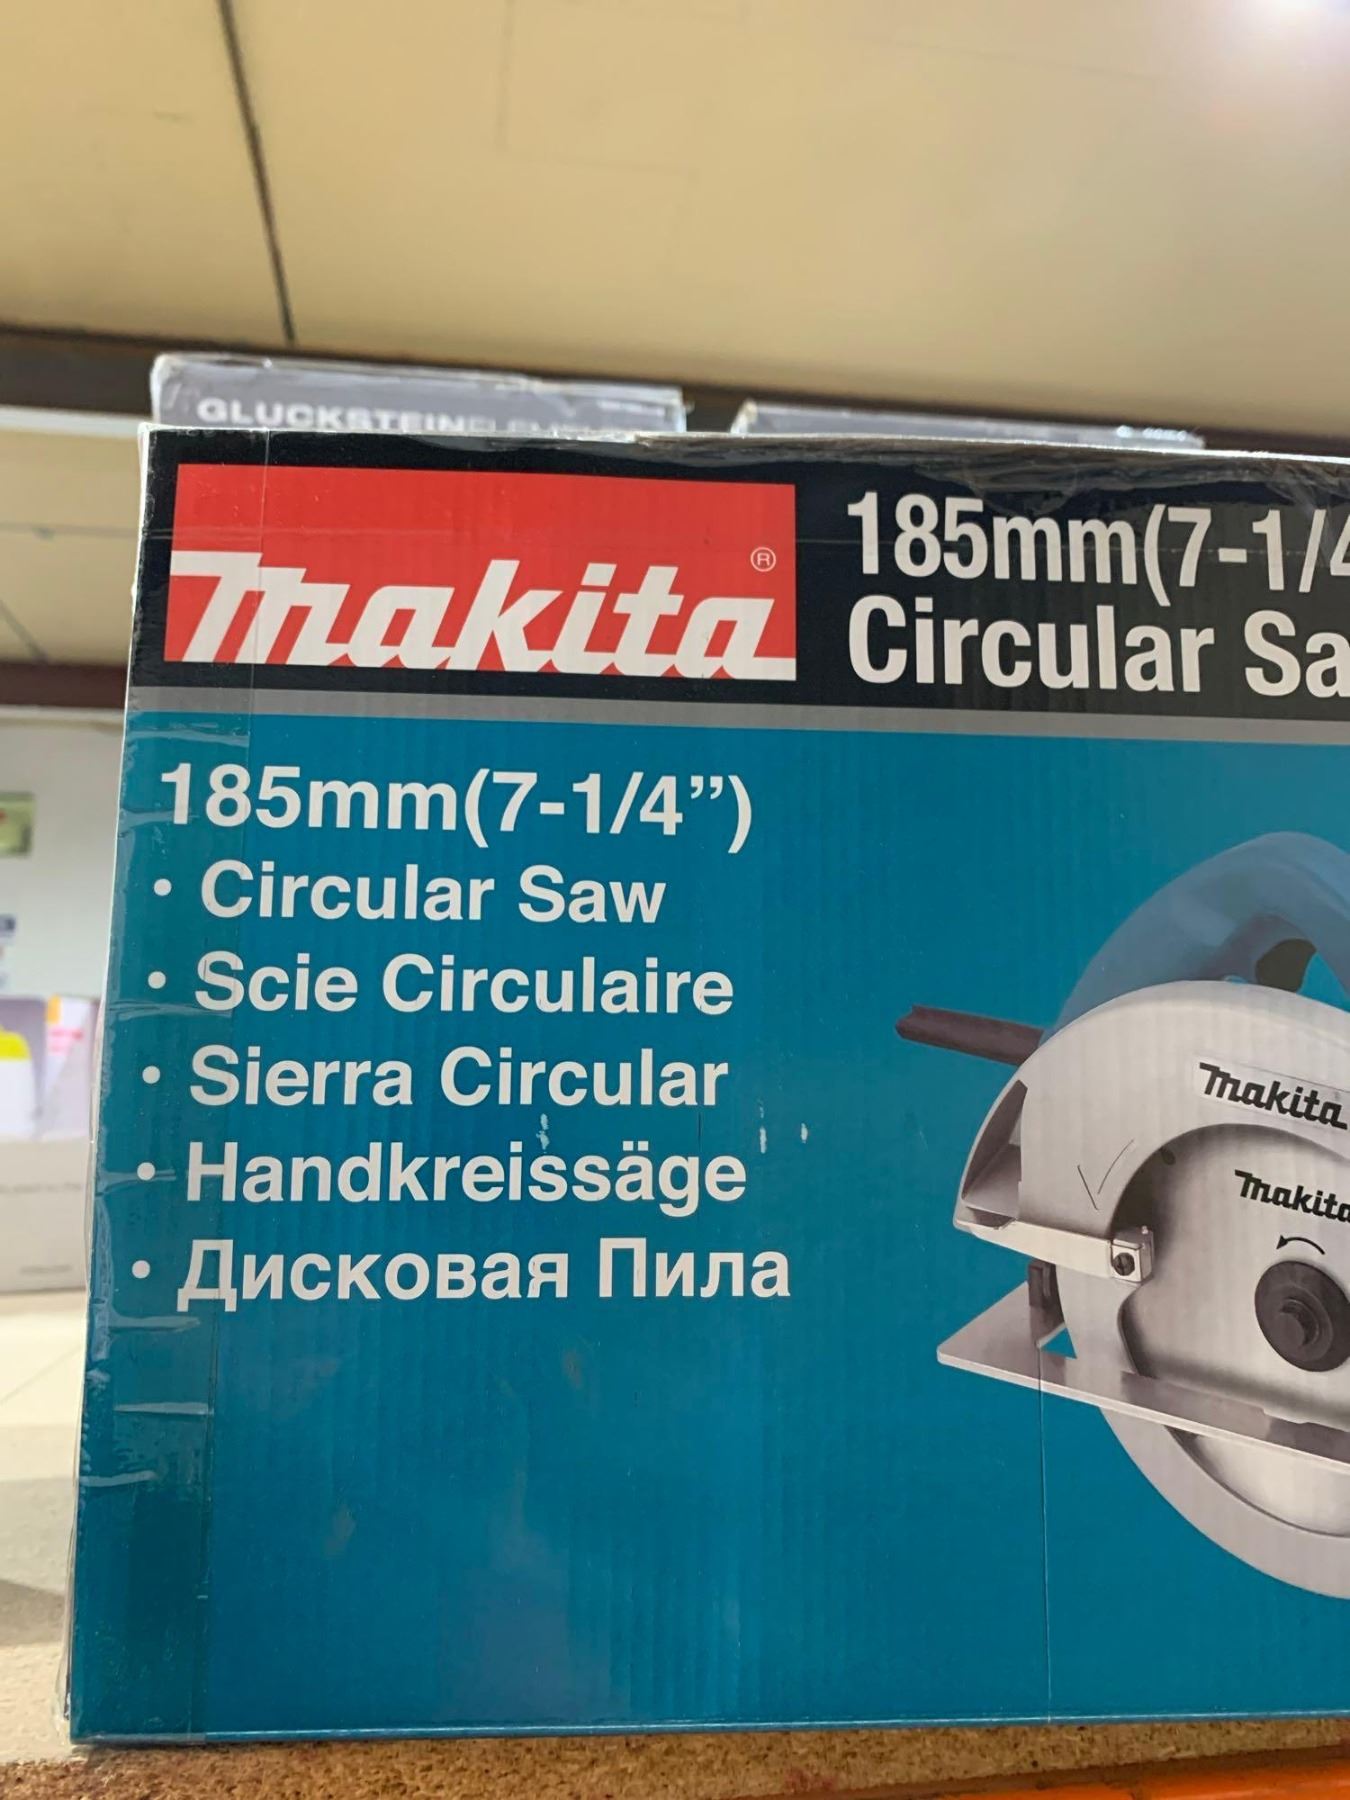 GLUCKSTEINELEMENTS
makita®
185mm(7-1/4
Circular Sa
185mm(7-1/4”)
• Circular Saw
• Scie Circulaire
• Sierra Circular
• Handkreissäge
• Дисковая Пила
makita
makita